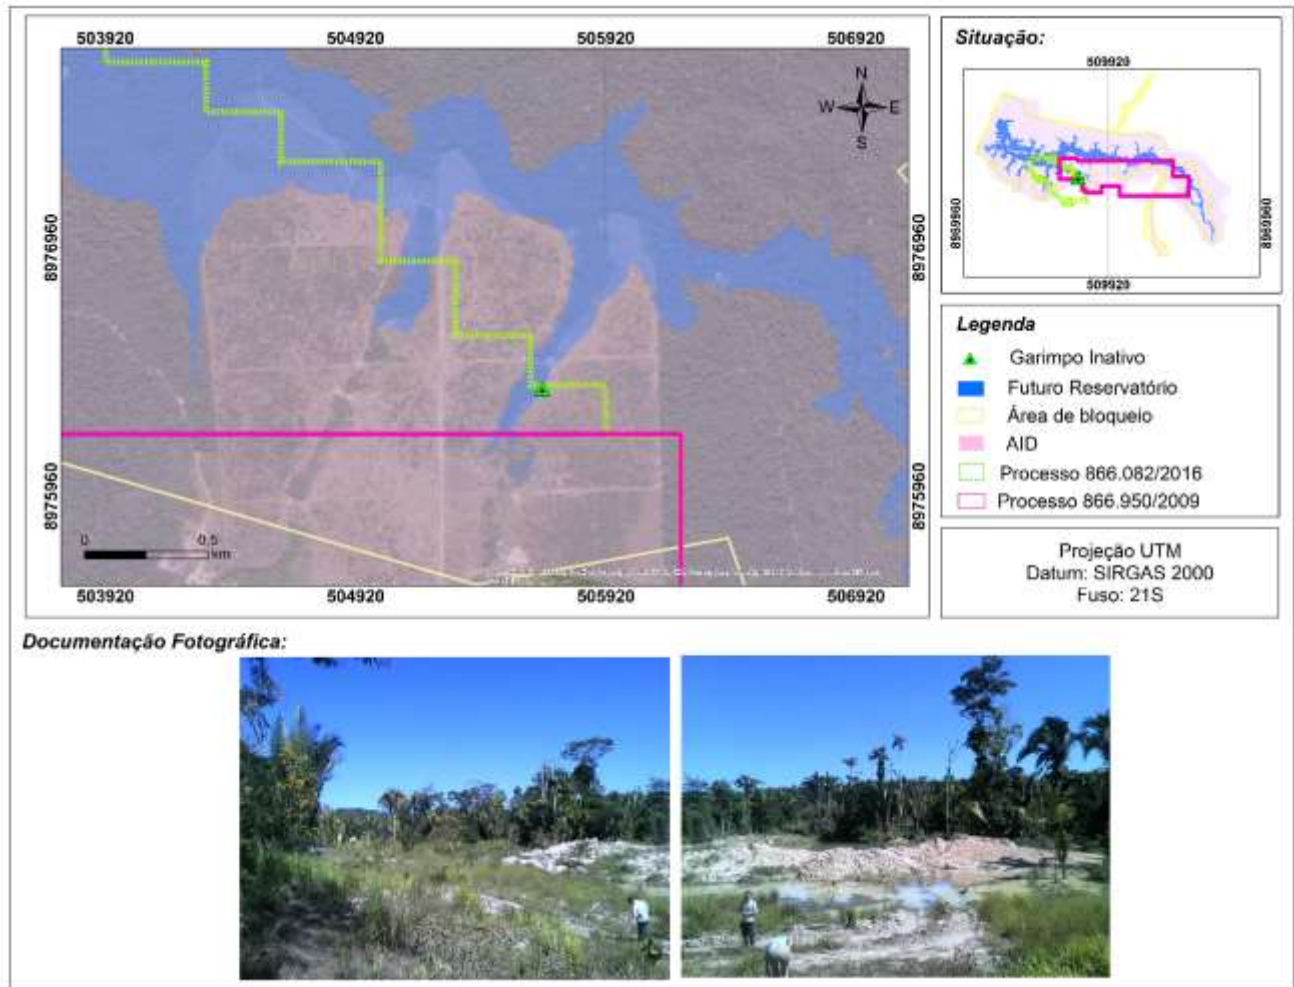 503920 504920 505920 506920
N
W E
S
8976960 8976960
8975960 8975960
0 0.5
km
503920 504920 505920 506920
Situação:
509920
8969960 8969960
509920
Legenda
Garimpo Inativo
Futuro Reservatório
Área de bloqueio
AID
Processo 866.082/2016
Processo 866.950/2009
Projeção UTM
Datum: SIRGAS 2000
Fuso: 21S
Documentação Fotográfica: